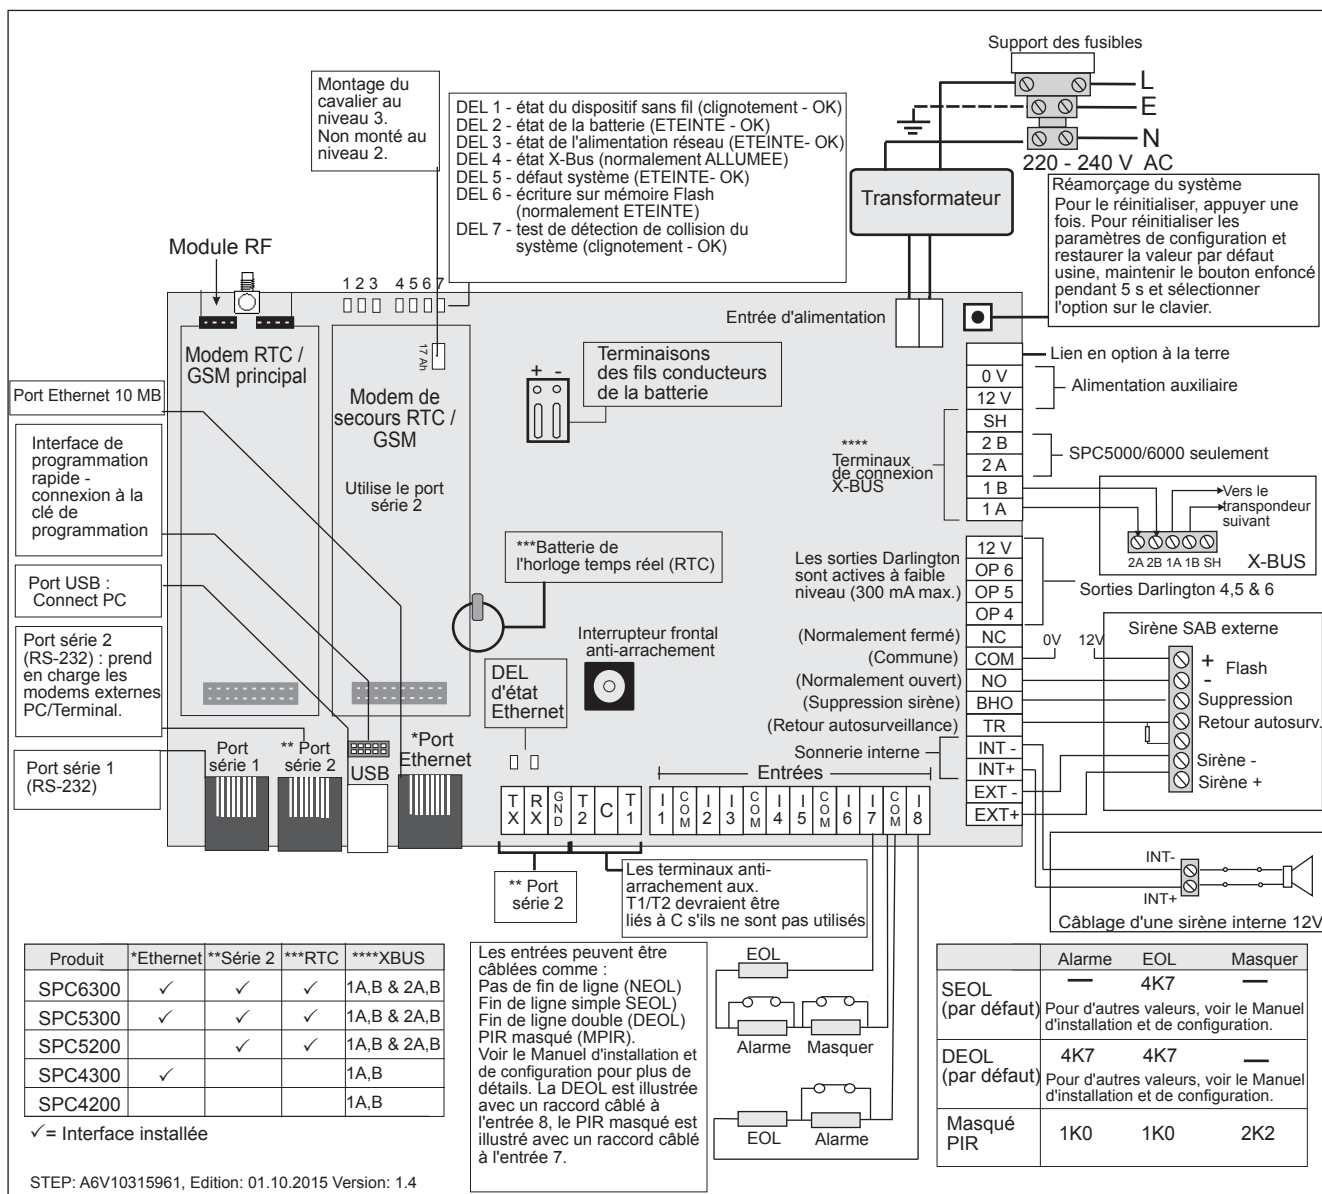 Support des fusibles
L
E
N
220 - 240 V AC
Transformateur
Montage du
cavalier au
niveau 3.
Non monté au
niveau 2.
DEL 1 - état du dispositif sans fil (clignotement - OK)
DEL 2 - état de la batterie (ETEINTE - OK)
DEL 3 - état de l'alimentation réseau (ETEINTE- OK)
DEL 4 - état X-Bus (normalement ALLUMEE)
DEL 5 - défaut système (ETEINTE- OK)
DEL 6 - écriture sur mémoire Flash
(normalement ETEINTE)
DEL 7 - test de détection de collision du
système (clignotement - OK)
Réamorçage du système
Pour le réinitialiser, appuyer une
fois. Pour réinitialiser les
paramètres de configuration et
restaurer la valeur par défaut
usine, maintenir le bouton enfoncé
pendant 5 s et sélectionner
l'option sur le clavier.
Module RF
1 2 3 4 5 6 7
Entrée d'alimentation
Modem RTC /
GSM principal
17 Ah
Modem de
secours RTC /
GSM
Utilise le port
série 2
+ -
Terminaisons
des fils conducteurs
de la batterie
Lien en option à la terre
0 V
12 V
Alimentation auxiliaire
SH
2 B
2 A
1 B
1 A
SPC5000/6000 seulement
****
Terminaux
de connexion
X-BUS
Vers le
transpondeur
suivant
2A 2B 1A 1B SH
X-BUS
Port Ethernet 10 MB
Interface de
programmation
rapide -
connexion à la
clé de
programmation
Port USB :
Connect PC
Port série 2
(RS-232) : prend
en charge les
modems externes
PC/Terminal.
Port série 1
(RS-232)
***Batterie de
l'horloge temps réel (RTC)
Les sorties Darlington
sont actives à faible
niveau (300 mA max.)
12 V
OP 6
OP 5
OP 4
Sorties Darlington 4,5 & 6
Interrupteur frontal
anti-arrachement
DEL
d'état
Ethernet
(Normalement fermé)
NC
(Commune)
COM
(Normalement ouvert)
NO
(Suppression sirène)
BHO
(Retour autosurveillance)
TR
Sonnerie interne
INT -
INT+
EXT -
EXT+
0V
12V
Sirène SAB externe
+
Flash
-
Suppression
Retour autosurv.
Sirène -
Sirène +
Port
série 1
** Port
série 2
USB
*Port
Ethernet
Entrées
TX
RX
GND
T2
C
T1
I1
COM
I2
I3
COM
I4
I5
COM
I6
I7
COM
I8
** Port
série 2
Les terminaux anti-
arrachement aux.
T1/T2 devraient être
liés à C s'ils ne sont pas utilisés
INT-
INT+
Câblage d'une sirène interne 12V
Produit *Ethernet **Série 2 ***RTC ****XBUS
SPC6300 ✓ ✓ ✓ 1A,B & 2A,B
SPC5300 ✓ ✓ ✓ 1A,B & 2A,B
SPC5200 ✓ ✓ 1A,B & 2A,B
SPC4300 ✓ 1A,B
SPC4200 1A,B
✓= Interface installée
Les entrées peuvent être
câblées comme :
Pas de fin de ligne (NEOL)
Fin de ligne simple SEOL)
Fin de ligne double (DEOL)
PIR masqué (MPIR).
Voir le Manuel d'installation et
de configuration pour plus de
détails. La DEOL est illustrée
avec un raccord câblé à
l'entrée 8, le PIR masqué est
illustré avec un raccord câblé
à l'entrée 7.
EOL
Alarme Masquer
EOL Alarme
Alarme EOL Masquer
SEOL
(par défaut)
— 4K7 —
Pour d'autres valeurs, voir le Manuel
d'installation et de configuration.
DEOL
(par défaut)
4K7 4K7 —
Pour d'autres valeurs, voir le Manuel
d'installation et de configuration.
Masqué
PIR
1K0 1K0 2K2
STEP: A6V10315961, Edition: 01.10.2015 Version: 1.4